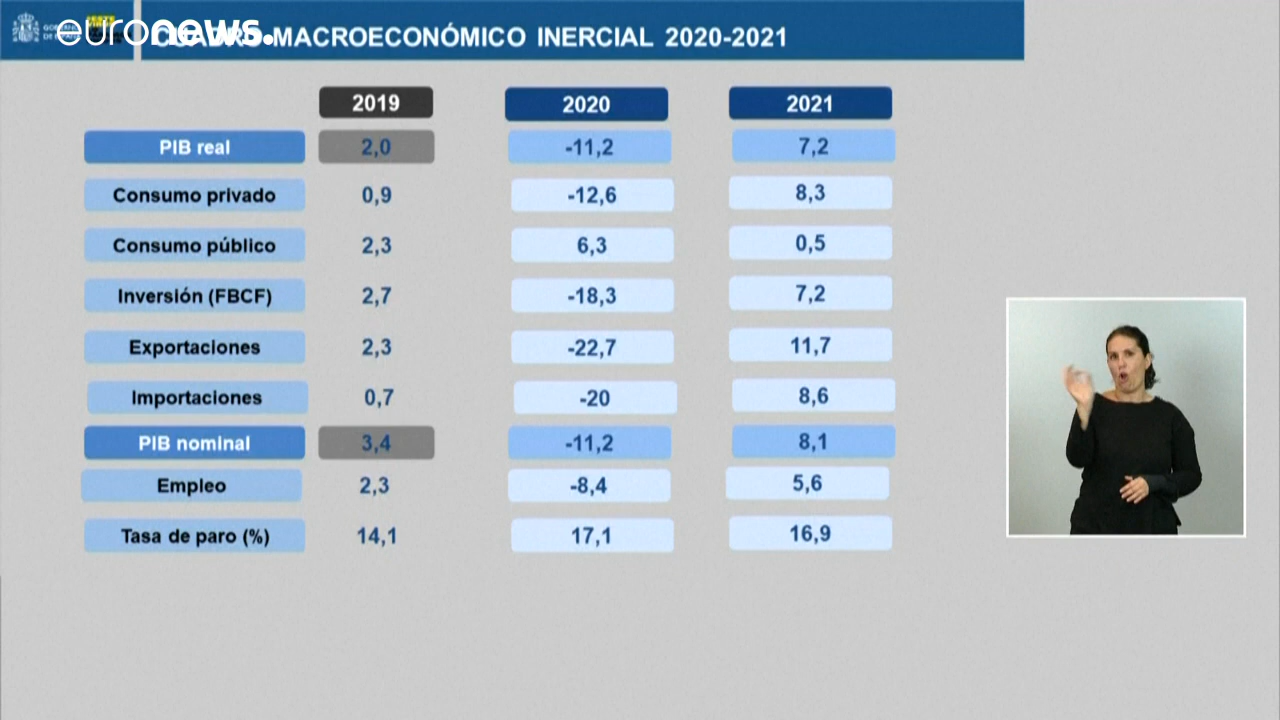 euronews.
CUADRO MACROECONÓMICO INERCIAL 2020-2021
2019 2020 2021
PIB real 2,0 -11,2 7,2
Consumo privado 0,9 -12,6 8,3
Consumo público 2,3 6,3 0,5
Inversión (FBCF) 2,7 -18,3 7,2
Exportaciones 2,3 -22,7 11,7
Importaciones 0,7 -20 8,6
PIB nominal 3,4 -11,2 8,1
Empleo 2,3 -8,4 5,6
Tasa de paro (%) 14,1 17,1 16,9